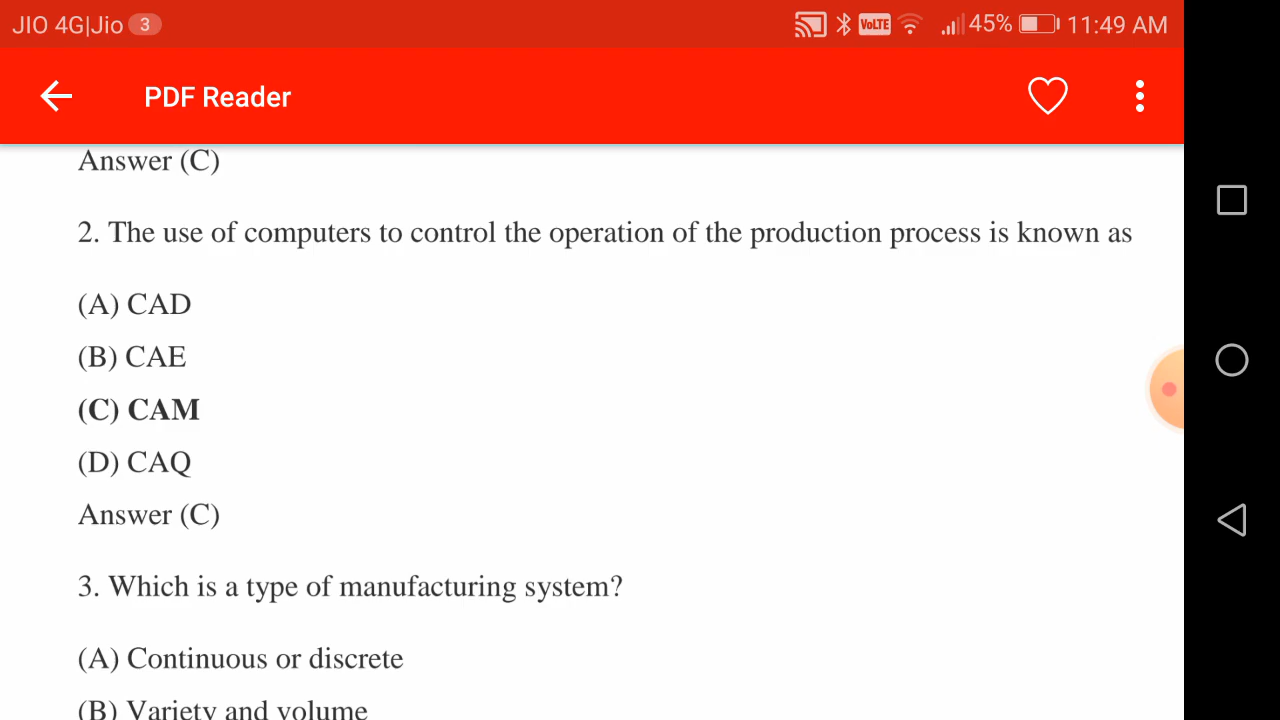 JIO 4G|Jio 3 VoLTE 45% 11:49 AM
PDF Reader
Answer (C)
2. The use of computers to control the operation of the production process is known as
(A) CAD
(B) CAE
(C) CAM
(D) CAQ
Answer (C)
3. Which is a type of manufacturing system?
(A) Continuous or discrete
(B) Variety and volume